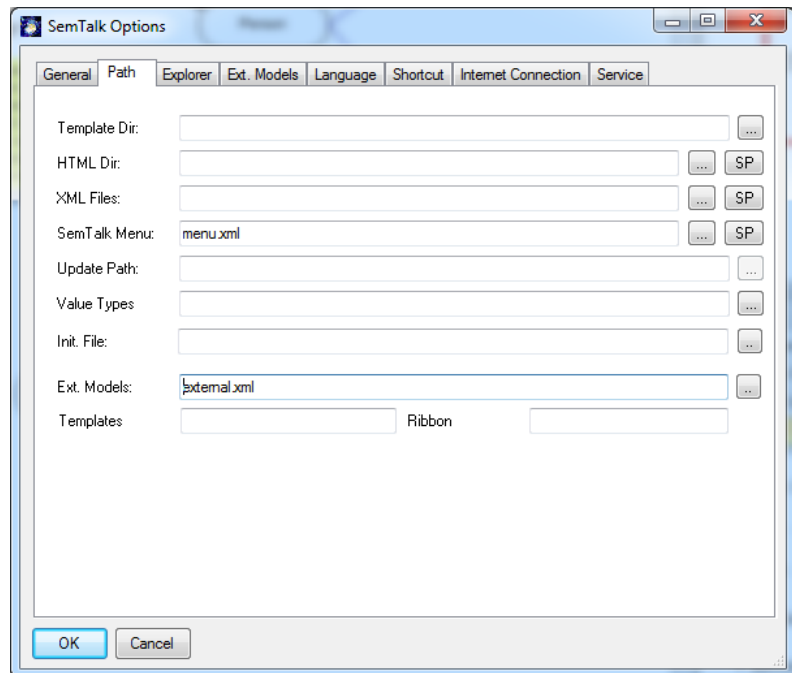 SemTalk Options
General Path Explorer Ext. Models Language Shortcut Internet Connection Service
Template Dir: ...
HTML Dir: ... SP
XML Files: ... SP
SemTalk Menu: menu.xml ... SP
Update Path: ...
Value Types ...
Init. File: ..
Ext. Models: external.xml ..
Templates Ribbon
OK Cancel